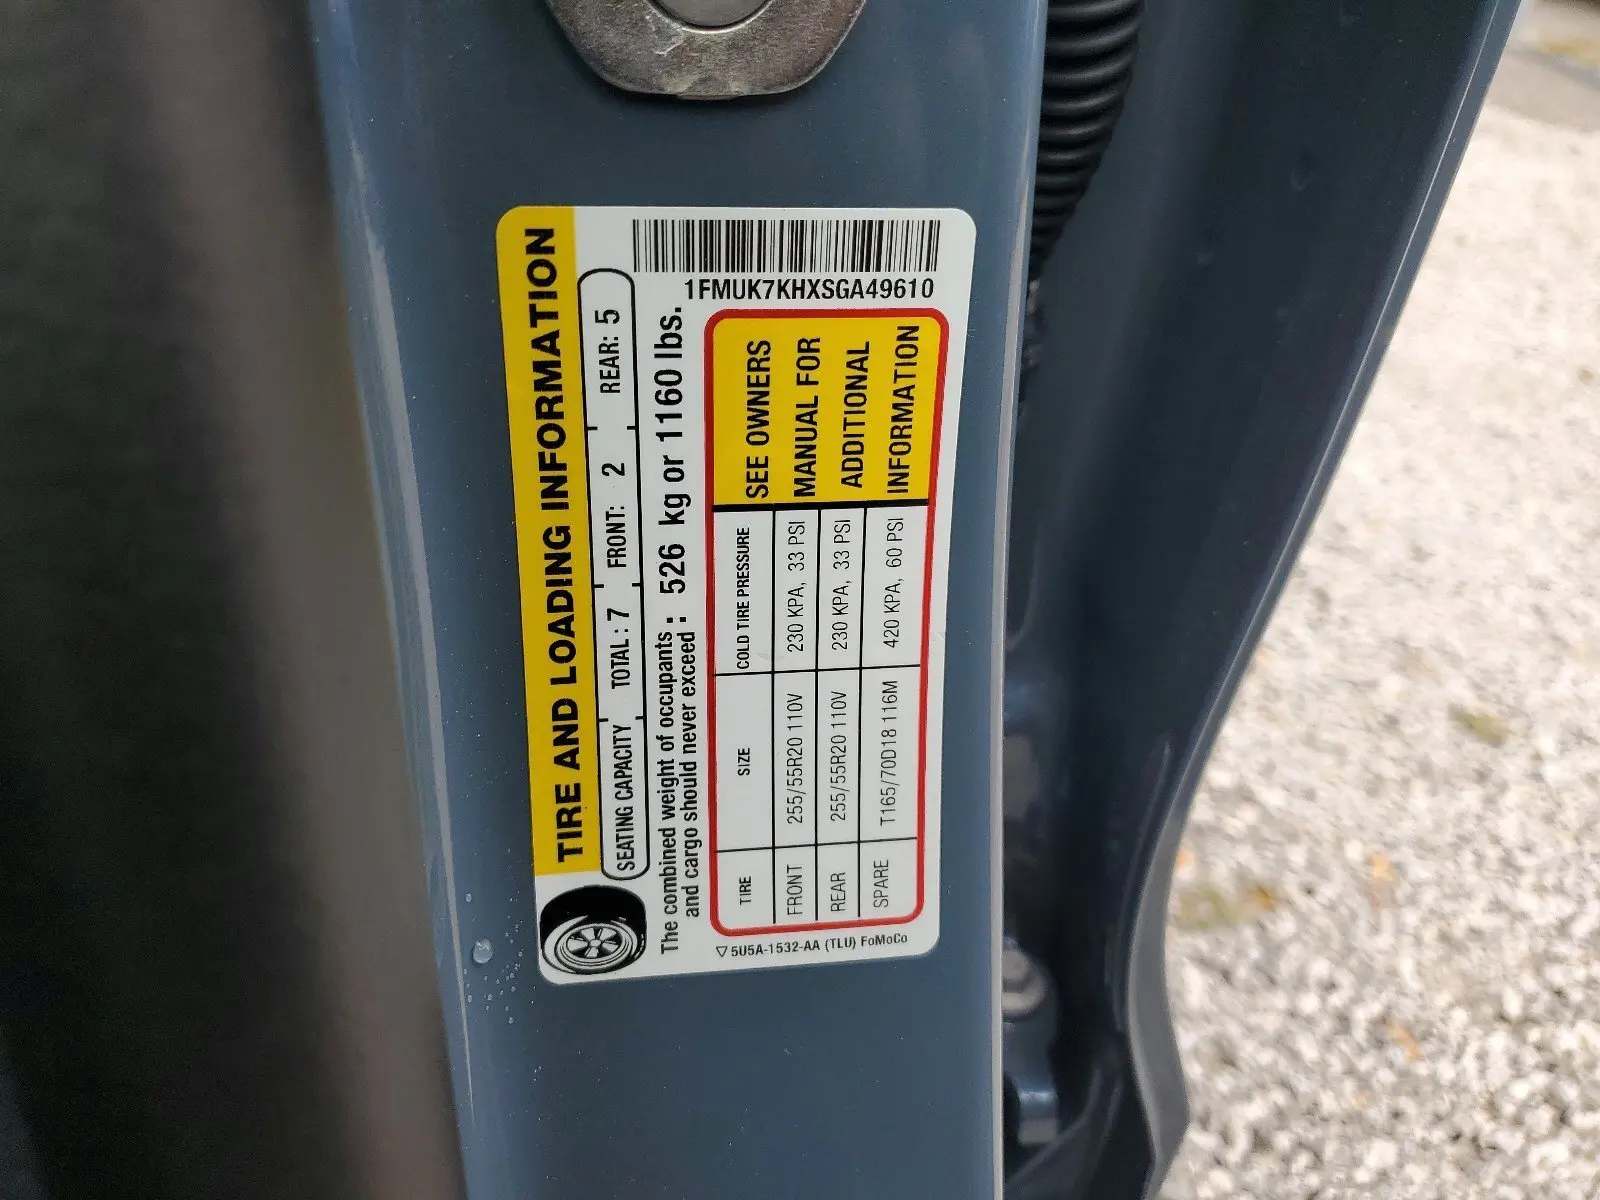 1FMUK7KHXSGA49610
TIRE AND LOADING INFORMATION
SEATING CAPACITY TOTAL : 7 FRONT: 2 REAR: 5
The combined weight of occupants
and cargo should never exceed : 526 kg or 1160 lbs.
TIRE SIZE COLD TIRE PRESSURE
FRONT 255/55R20 110V 230 KPA, 33 PSI
REAR 255/55R20 110V 230 KPA, 33 PSI
SPARE T165/70D18 116M 420 KPA, 60 PSI
SEE OWNERS
MANUAL FOR
ADDITIONAL
INFORMATION
5U5A-1532-AA (TLU) FoMoCo